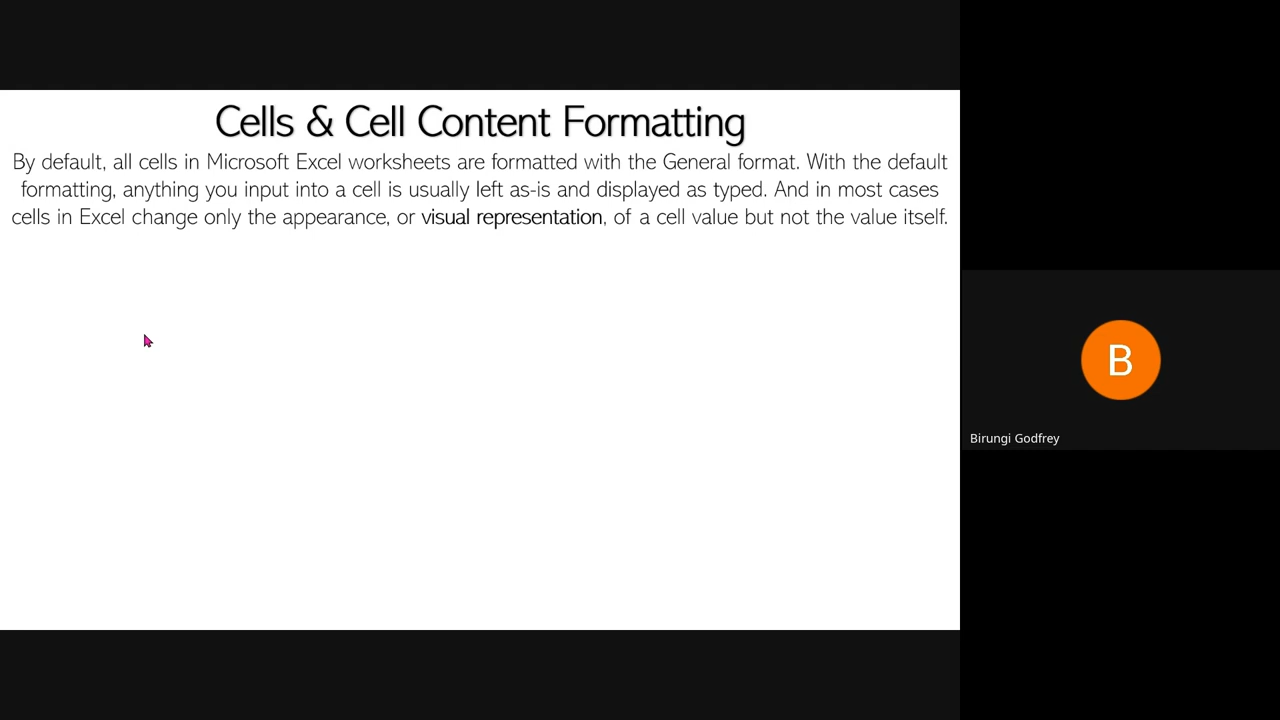 Cells & Cell Content Formatting
By default, all cells in Microsoft Excel worksheets are formatted with the General format. With the default
formatting, anything you input into a cell is usually left as-is and displayed as typed. And in most cases
cells in Excel change only the appearance, or visual representation, of a cell value but not the value itself.
B
Birungi Godfrey